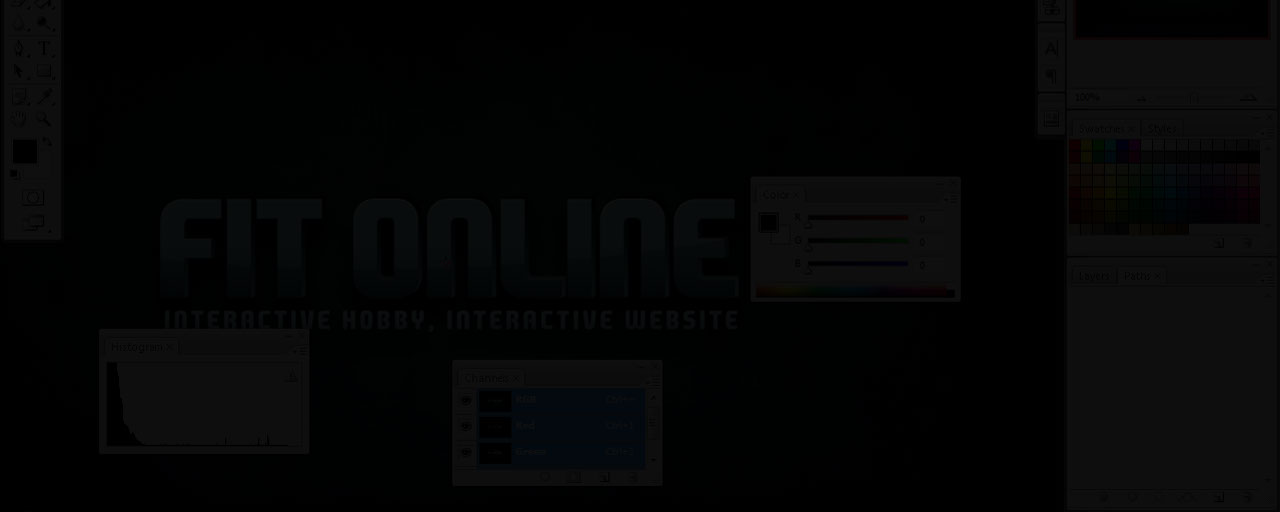 100%
Swatches × Styles
Color ×
R 0
G 0
B 0
FIT ONLINE
INTERACTIVE HOBBY, INTERACTIVE WEBSITE
Layers Paths ×
Histogram ×
Channels ×
RGB Ctrl+~
Red Ctrl+1
Green Ctrl+2